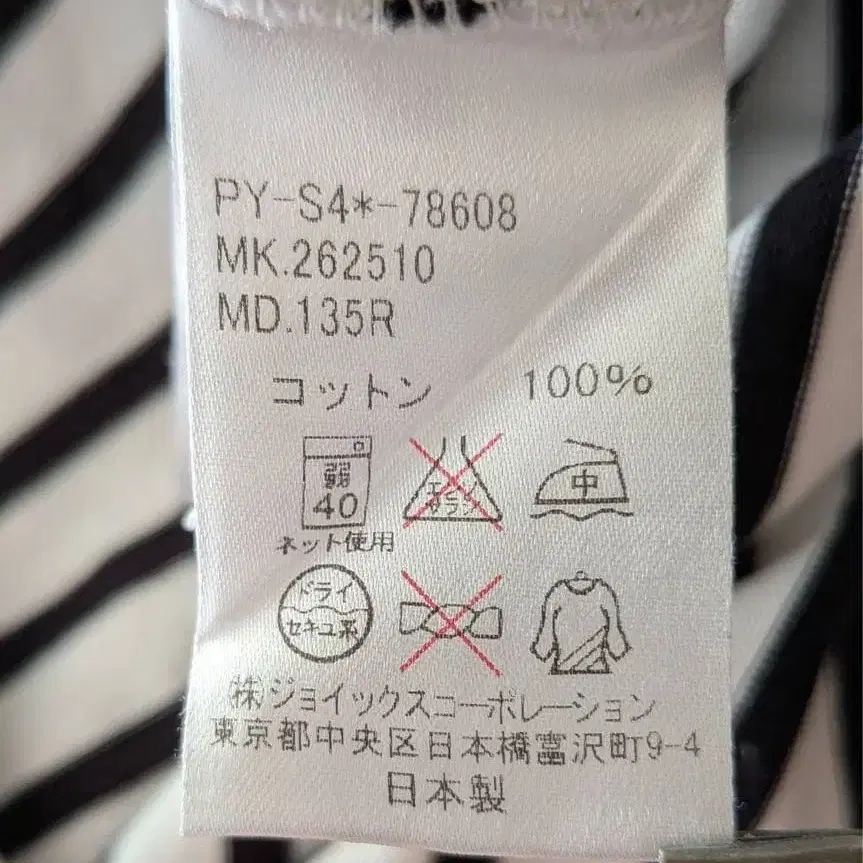 PY-S4*-78608
MK.262510
MD.135R
コットン 100%
弱
40
エンソ
サラシ
中
ネット使用
ドライ
セキユ系
㈱ジョイックスコーポレーション
東京都中央区日本橋富沢町9-4
日本製